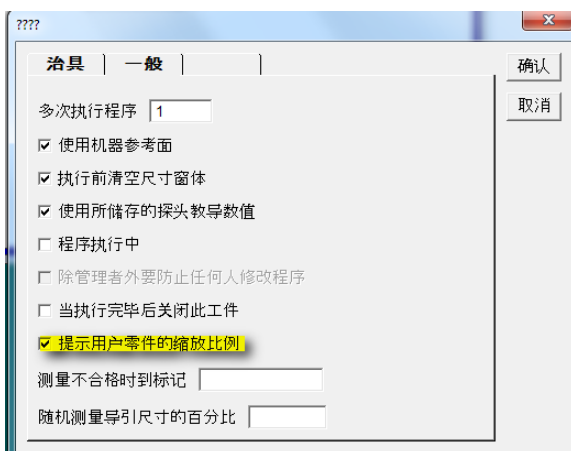 ????
治具 一般
确认
取消
多次执行程序 1
使用机器参考面
执行前清空尺寸窗体
使用所储存的探头教导数值
程序执行中
除管理者外要防止任何人修改程序
当执行完毕后关闭此工件
提示用户零件的缩放比例
测量不合格时到标记
随机测量导引尺寸的百分比